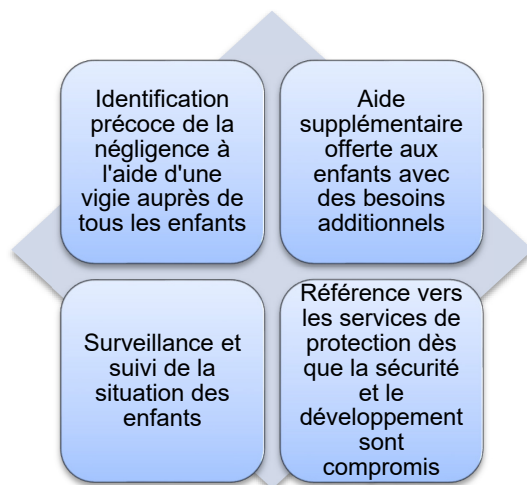 Identification
précoce de la
négligence à
l'aide d'une
vigie auprès de
tous les enfants
Aide
supplémentaire
offerte aux
enfants avec
des besoins
additionnels
Surveillance et
suivi de la
situation des
enfants
Référence vers
les services de
protection dès
que la sécurité
et le
développement
sont
compromis